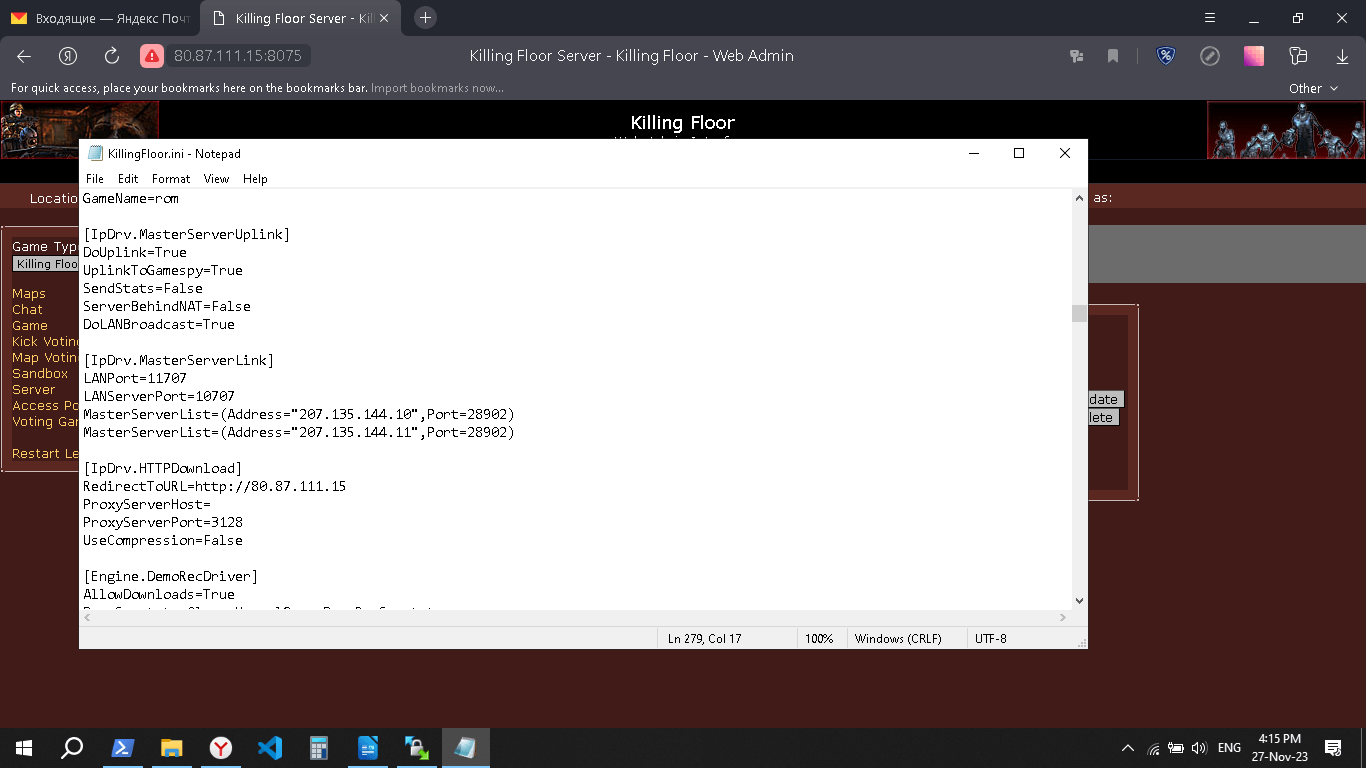 Входящие — Яндекс Почт
Killing Floor Server - Kill
80.87.111.15:8075
Killing Floor Server - Killing Floor - Web Admin
For quick access, place your bookmarks here on the bookmarks bar. Import bookmarks now...
Other
Killing Floor
KillingFloor.ini - Notepad
File Edit Format View Help
Locatio
as:
Game Typ
Killing Floo
Maps
Chat
Game
Kick Voting
Map Voting
Sandbox
Server
Access Po
Voting Gam
Restart Le
GameName=rom
[IpDrv.MasterServerUplink]
DoUplink=True
UplinkToGamespy=True
SendStats=False
ServerBehindNAT=False
DoLANBroadcast=True
[IpDrv.MasterServerLink]
LANPort=11707
LANServerPort=10707
MasterServerList=(Address="207.135.144.10",Port=28902)
MasterServerList=(Address="207.135.144.11",Port=28902)
[IpDrv.HTTPDownload]
RedirectToURL=http://80.87.111.15
ProxyServerHost=
ProxyServerPort=3128
UseCompression=False
[Engine.DemoRecDriver]
AllowDownloads=True
date
lete
Ln 279, Col 17
100%
Windows (CRLF)
UTF-8
ENG
4:15 PM
27-Nov-23